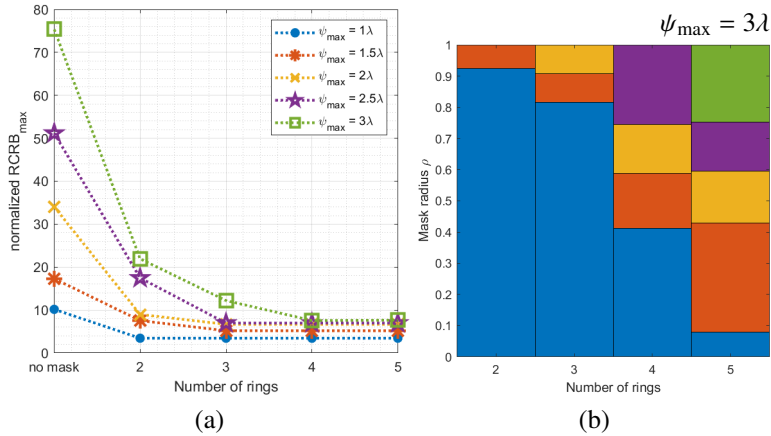 80
70
60
50
40
30
20
10
0
normalized RCRB_max
ψ_max = 1λ
ψ_max = 1.5λ
ψ_max = 2λ
ψ_max = 2.5λ
ψ_max = 3λ
no mask 2 3 4 5
Number of rings
(a)
ψ_max = 3λ
1
0.9
0.8
0.7
0.6
0.5
0.4
0.3
0.2
0.1
0
Mask radius ρ
2 3 4 5
Number of rings
(b)